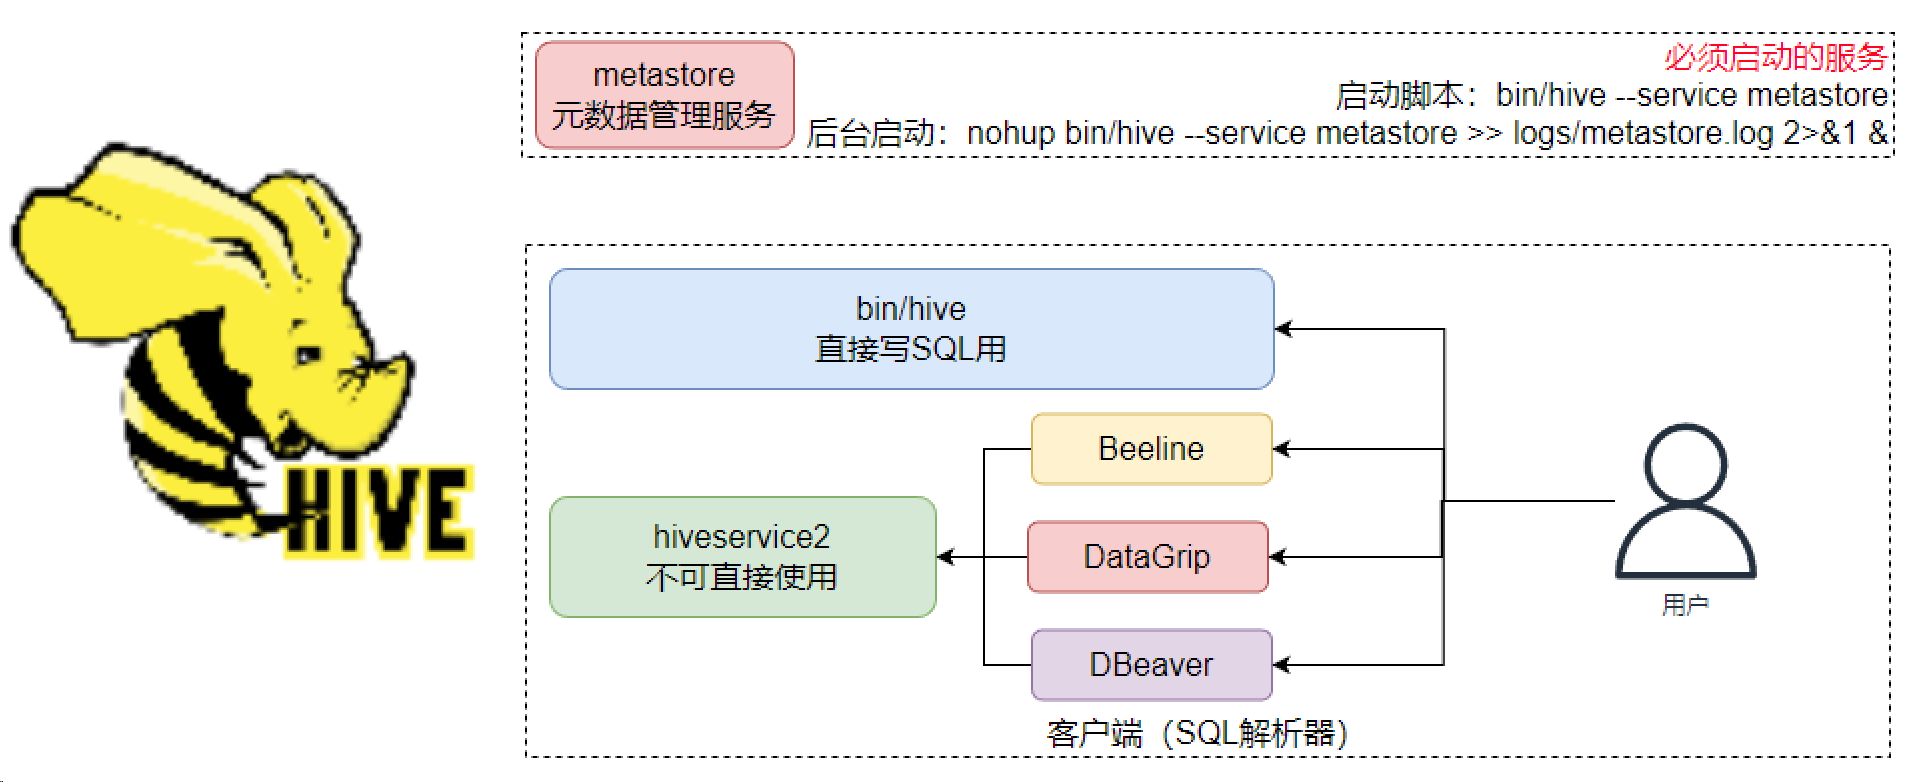 metastore
元数据管理服务
必须启动的服务
启动脚本：bin/hive --service metastore
后台启动：nohup bin/hive --service metastore >> logs/metastore.log 2>&1 &
HIVE
bin/hive
直接写SQL用
Beeline
hiveservice2
不可直接使用
DataGrip
DBeaver
用户
客户端（SQL解析器）